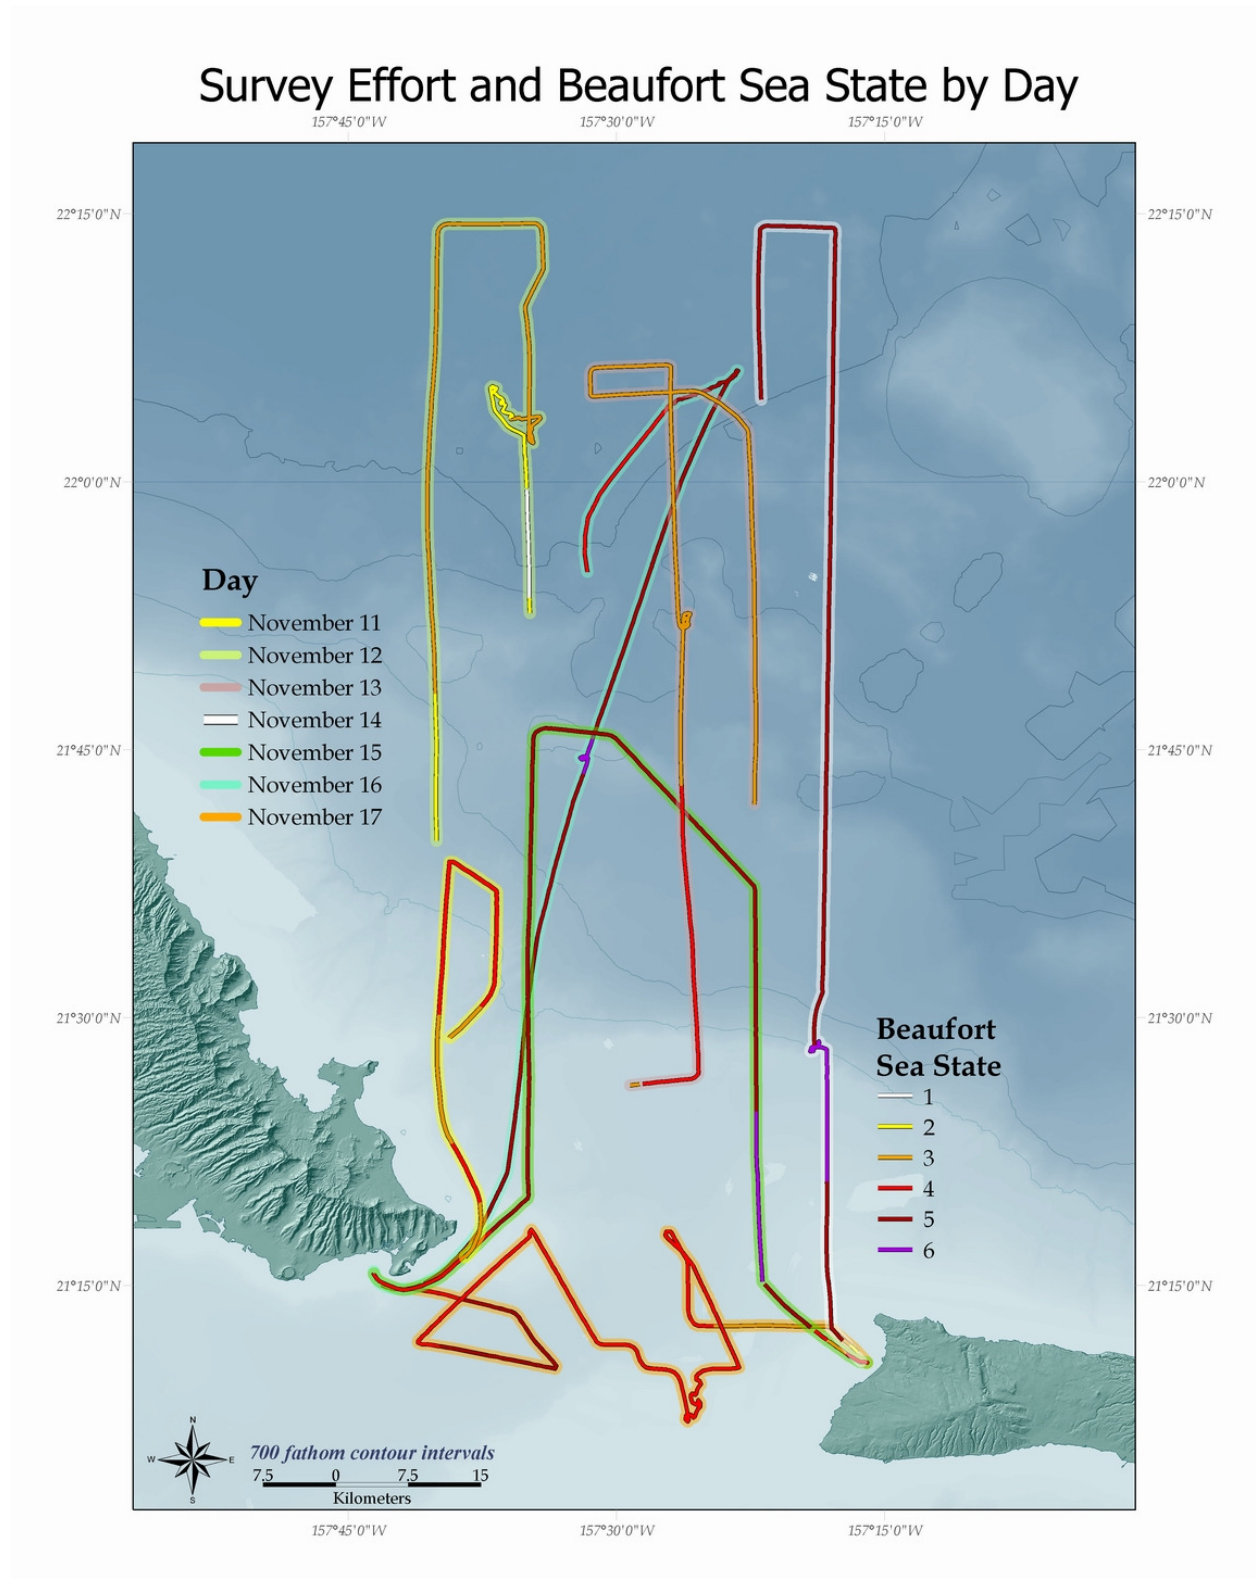 Survey Effort and Beaufort Sea State by Day
157°45'0"W 157°30'0"W 157°15'0"W
22°15'0"N 22°15'0"N
22°0'0"N 22°0'0"N
Day
November 11
November 12
November 13
November 14
November 15
November 16
November 17
21°45'0"N 21°45'0"N
21°30'0"N 21°30'0"N
Beaufort
Sea State
1
2
3
4
5
6
21°15'0"N 21°15'0"N
N
W E
S
700 fathom contour intervals
7.5 0 7.5 15
Kilometers
157°45'0"W 157°30'0"W 157°15'0"W